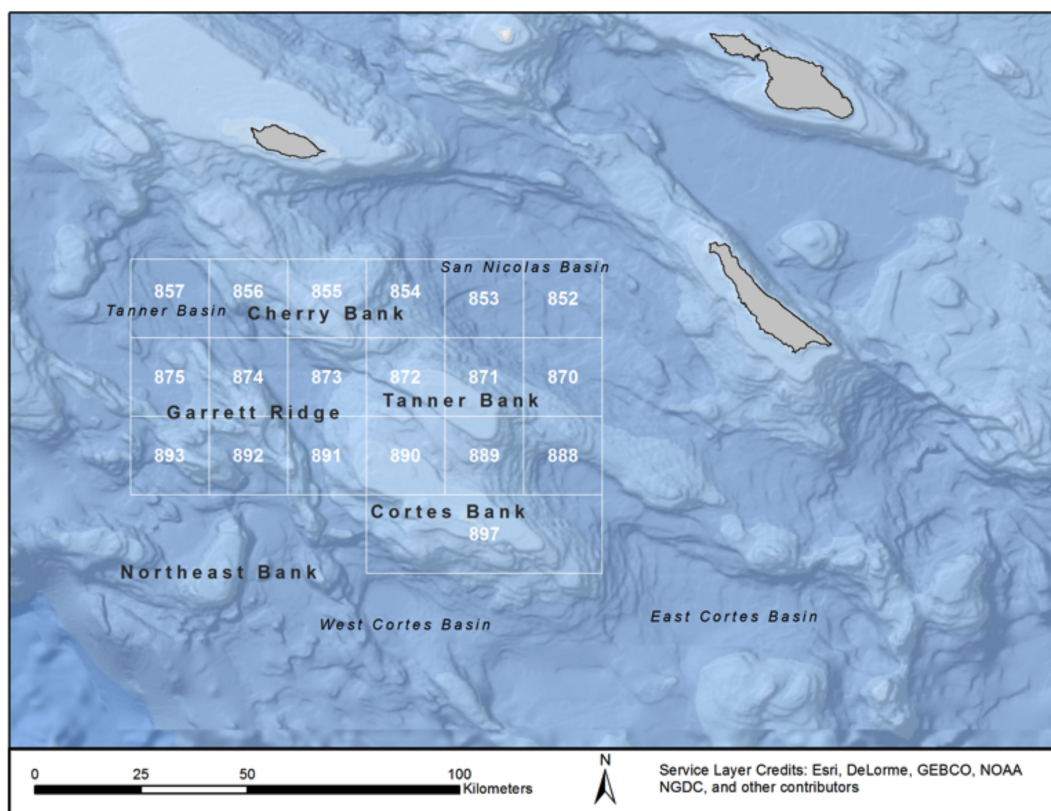 San Nicolas Basin
857 856 855 854 853 852
Tanner Basin
Cherry Bank
875 874 873 872 871 870
Tanner Bank
Garrett Ridge
893 892 891 890 889 888
Cortes Bank
897
Northeast Bank
East Cortes Basin
West Cortes Basin
0 25 50 100
Kilometers
N
Service Layer Credits: Esri, DeLorme, GEBCO, NOAA
NGDC, and other contributors